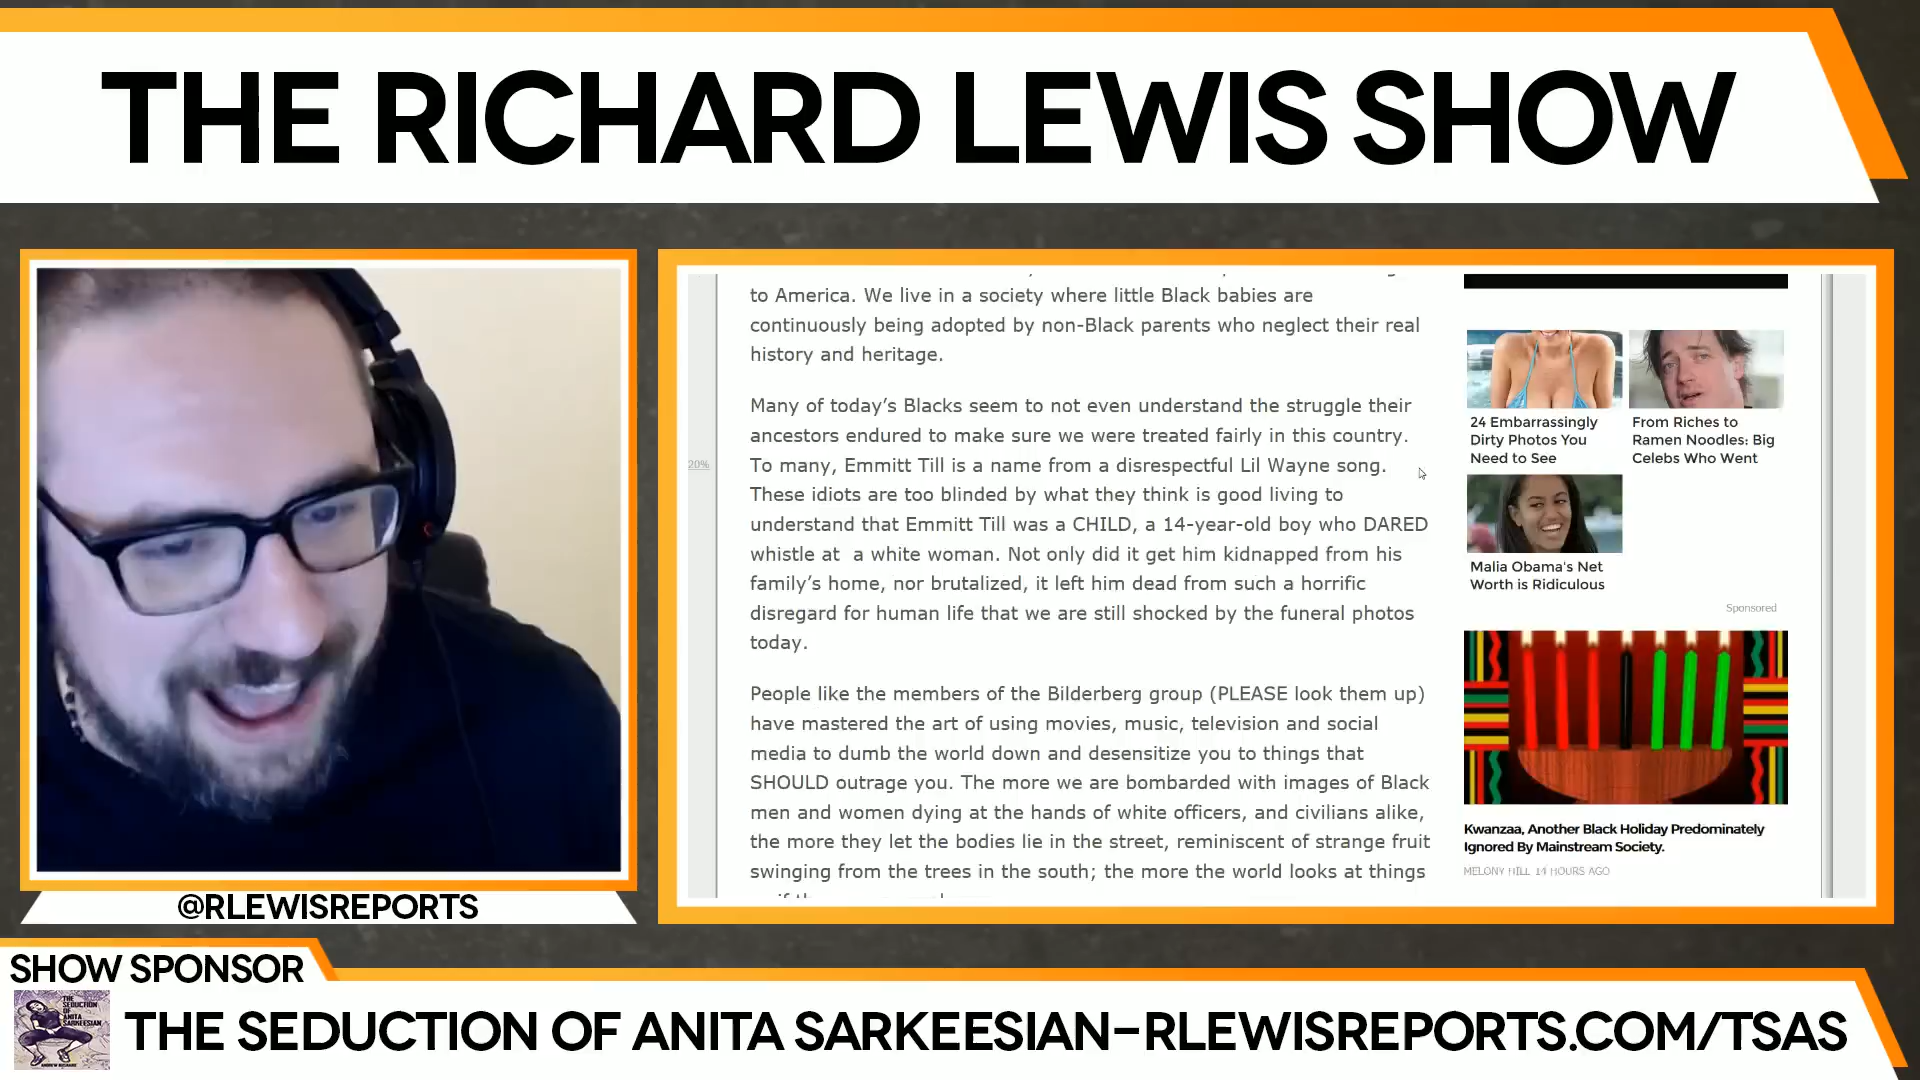 THE RICHARD LEWIS SHOW
to America. We live in a society where little Black babies are
continuously being adopted by non-Black parents who neglect their real
history and heritage.
Many of today’s Blacks seem to not even understand the struggle their
ancestors endured to make sure we were treated fairly in this country.
To many, Emmitt Till is a name from a disrespectful Lil Wayne song.
These idiots are too blinded by what they think is good living to
understand that Emmitt Till was a CHILD, a 14-year-old boy who DARED
whistle at  a white woman. Not only did it get him kidnapped from his
family’s home, nor brutalized, it left him dead from such a horrific
disregard for human life that we are still shocked by the funeral photos
today.
People like the members of the Bilderberg group (PLEASE look them up)
have mastered the art of using movies, music, television and social
media to dumb the world down and desensitize you to things that
SHOULD outrage you. The more we are bombarded with images of Black
men and women dying at the hands of white officers, and civilians alike,
the more they let the bodies lie in the street, reminiscent of strange fruit
swinging from the trees in the south; the more the world looks at things
20%
24 Embarrassingly
Dirty Photos You
Need to See
From Riches to
Ramen Noodles: Big
Celebs Who Went
Malia Obama's Net
Worth is Ridiculous
Sponsored
Kwanzaa, Another Black Holiday Predominately
Ignored By Mainstream Society.
MELONY HILL 14 HOURS AGO
@RLEWISREPORTS
SHOW SPONSOR
THE
SEDUCTION
OF
ANITA
SARKEESIAN
THE SEDUCTION OF ANITA SARKEESIAN–RLEWISREPORTS.COM/TSAS